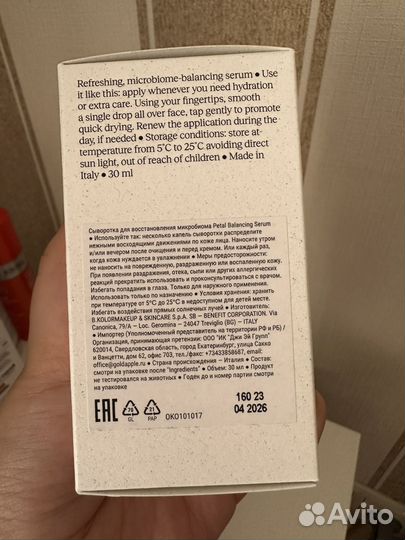 Refreshing, microbiome-balancing serum • Use
it like this: apply whenever you need hydration
or extra care. Using your fingertips, smooth
a single drop all over face, tap gently to promote
quick drying. Renew the application during the
day, if needed • Storage conditions: store at-
temperature from 5°C to 25°C avoiding direct
sun light, out of reach of children • Made in
Italy • 30 ml
Сыворотка для восстановления микробиома Petal Balancing Serum
• Используйте так: несколько капель сыворотки распределите
нежными восходящими движениями по коже лица. Наносите утром
и/или вечером после очищения и перед кремом. Или каждый раз,
когда кожа нуждается в увлажнении • Меры предосторожности:
не наносить на поврежденную, раздраженную или воспаленную кожу.
При появлении раздражения, отека, сыпи или других аллергических
реакций прекратить использовать и проконсультироваться с врачом.
Избегать попадания в глаза. Только для наружного применения.
Использовать только по назначению • Условия хранения: хранить
при температуре от 5°C до 25°C в недоступном для детей месте.
Избегать воздействия прямых солнечных лучей • Изготовитель:
B.KOLORMAKEUP & SKINCARE S.p.A. SB – BENEFIT CORPORATION. Via
Canonica, 79/A – Loc. Geromina – 24047 Treviglio (BG) – ITALY
• Импортер (Уполномоченный представитель на территории РФ и РБ) /
Организация, принимающая претензии: ООО "ИК "Джи Эй Групп"
620014, Свердловская область, город Екатеринбург, улица Сакко
и Ванцетти, дом 62, офис 703, тел.: +73433858667, email:
office@goldapple.ru • Страна происхождения – Италия • Состав:
смотри на упаковке после "Ingredients" • Объем: 30 мл • Продукт
не тестировался на животных • Годен до и номер партии смотри
на упаковке
EAC
70
GL
21
PAP
OKO101017
160 23
04 2026
Avito